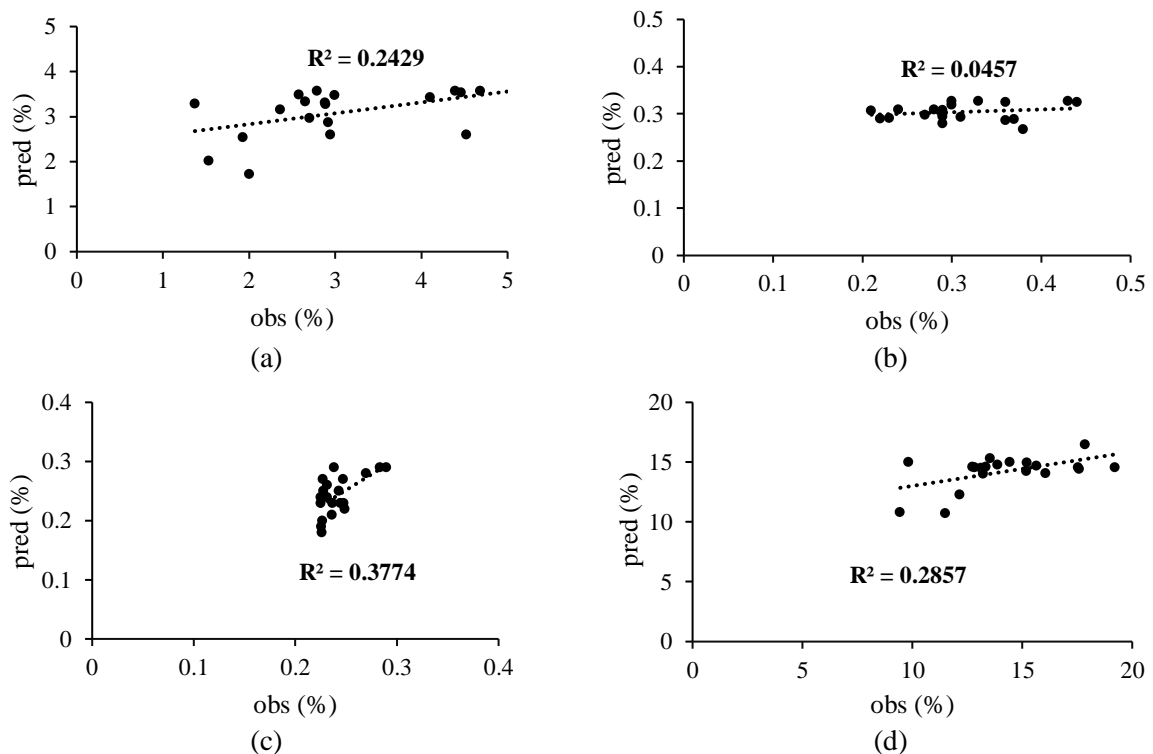 5
4
3
2
1
0
0 1 2 3 4 5
pred (%)
obs (%)
R² = 0.2429
(a)
0.5
0.4
0.3
0.2
0.1
0
0 0.1 0.2 0.3 0.4 0.5
pred (%)
obs (%)
R² = 0.0457
(b)
0.4
0.3
0.2
0.1
0
0 0.1 0.2 0.3 0.4
pred (%)
obs (%)
R² = 0.3774
(c)
20
15
10
5
0
0 5 10 15 20
pred (%)
obs (%)
R² = 0.2857
(d)